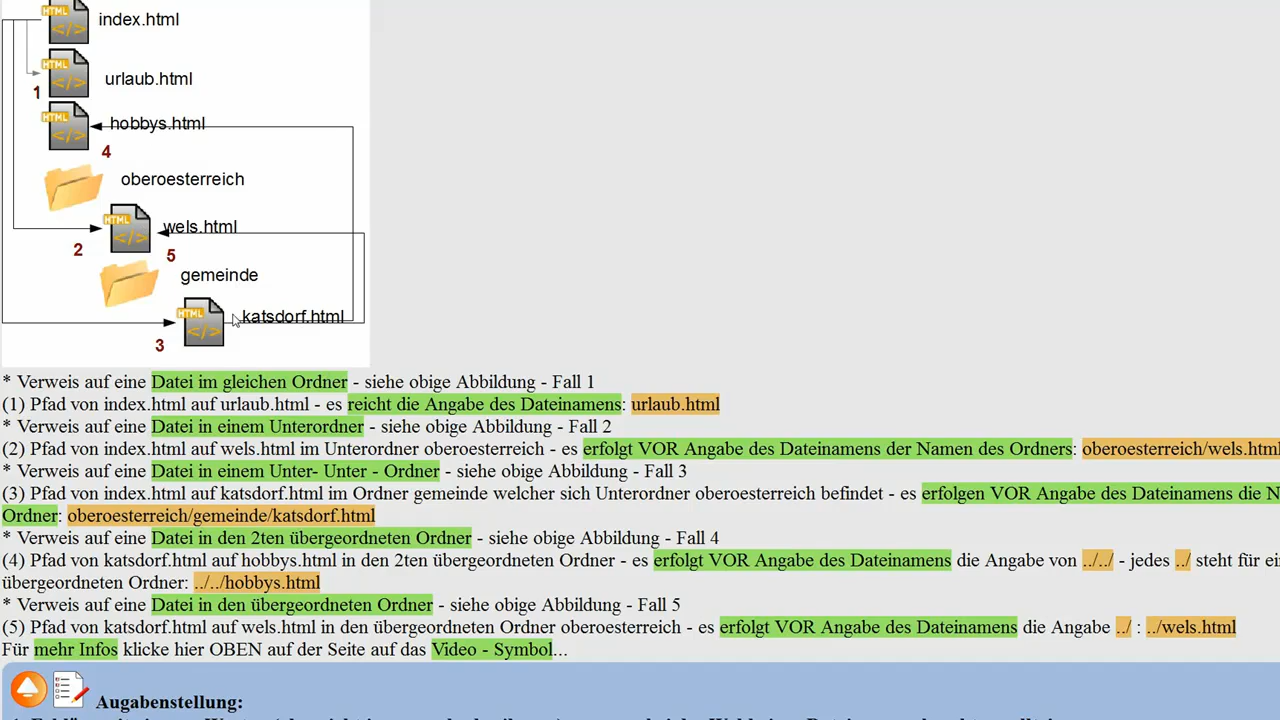 HTML index.html
HTML urlaub.html
1
HTML hobbys.html
4
oberoesterreich
HTML wels.html
2 5
gemeinde
HTML katsdorf.html
3
* Verweis auf eine Datei im gleichen Ordner - siehe obige Abbildung - Fall 1
(1) Pfad von index.html auf urlaub.html - es reicht die Angabe des Dateinamens: urlaub.html
* Verweis auf eine Datei in einem Unterordner - siehe obige Abbildung - Fall 2
(2) Pfad von index.html auf wels.html im Unterordner oberoesterreich - es erfolgt VOR Angabe des Dateinamens der Namen des Ordners: oberoesterreich/wels.html
* Verweis auf eine Datei in einem Unter- Unter - Ordner - siehe obige Abbildung - Fall 3
(3) Pfad von index.html auf katsdorf.html im Ordner gemeinde welcher sich Unterordner oberoesterreich befindet - es erfolgen VOR Angabe des Dateinamens die N
Ordner: oberoesterreich/gemeinde/katsdorf.html
* Verweis auf eine Datei in den 2ten übergeordneten Ordner - siehe obige Abbildung - Fall 4
(4) Pfad von katsdorf.html auf hobbys.html in den 2ten übergeordneten Ordner - es erfolgt VOR Angabe des Dateinamens die Angabe von ../../ - jedes ../ steht für ei
übergeordneten Ordner: ../../hobbys.html
* Verweis auf eine Datei in den übergeordneten Ordner - siehe obige Abbildung - Fall 5
(5) Pfad von katsdorf.html auf wels.html in den übergeordneten Ordner oberoesterreich - es erfolgt VOR Angabe des Dateinamens die Angabe ../ : ../wels.html
Für mehr Infos klicke hier OBEN auf der Seite auf das Video - Symbol...
Augabenstellung: